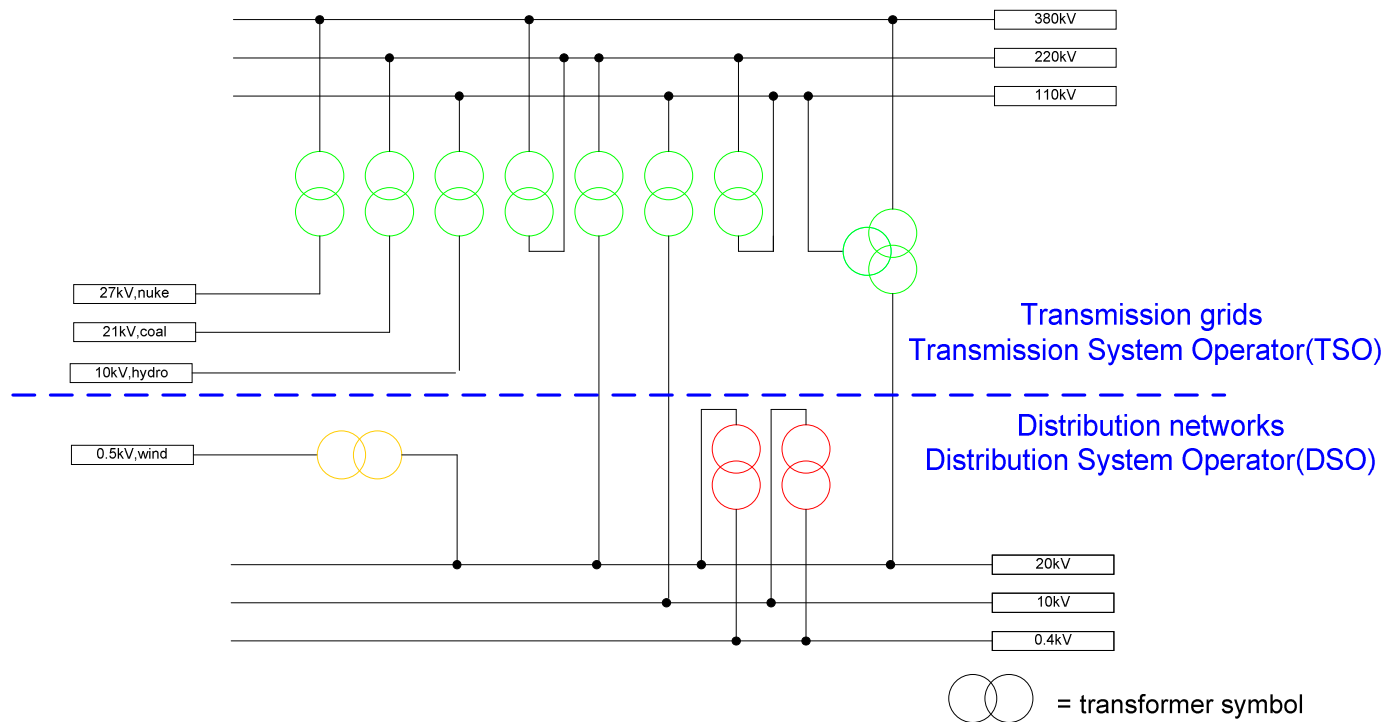 380kV
220kV
110kV
27kV,nuke
21kV,coal
10kV,hydro
Transmission grids
Transmission System Operator(TSO)
Distribution networks
Distribution System Operator(DSO)
0.5kV,wind
20kV
10kV
0.4kV
= transformer symbol